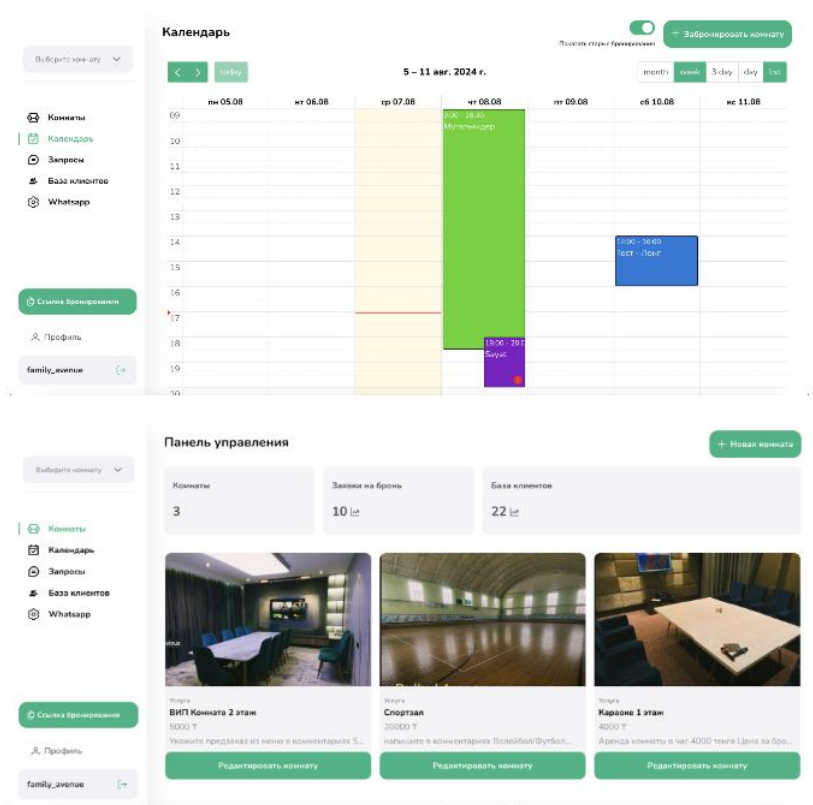 Календарь
Показать старые бронирования
+ Забронировать комнату
Выберите комнату
today
5 – 11 авг. 2024 г.
month week 3 day day list
пн 05.08 вт 06.08 ср 07.08 чт 08.08 пт 09.08 сб 10.08 вс 11.08
09
Муталымдер
10
11
12
13
14
14:00 - 16:00
Тест - Лонг
15
16
17
18
18:00 - 20:0
Sayat
19
20
Комнаты
Календарь
Запросы
База клиентов
Whatsapp
Ссылка бронирования
Профиль
family_avenue
Панель управления
+ Новая комната
Выберите комнату
Комнаты
3
Заявки на бронь
10
База клиентов
22
Комнаты
Календарь
Запросы
База клиентов
Whatsapp
Ссылка бронирования
Профиль
family_avenue
Услуга
ВИП Комната 2 этаж
5000 ₸
Укажите предзаказ из меню в комментариях S...
Редактировать комнату
Услуга
Спортзал
20000 ₸
напишите в комментариях Волейбол/Футбол...
Редактировать комнату
Услуга
Караоке 1 этаж
4000 ₸
Аренда комнаты в час 4000 тенге Цена за бро...
Редактировать комнату